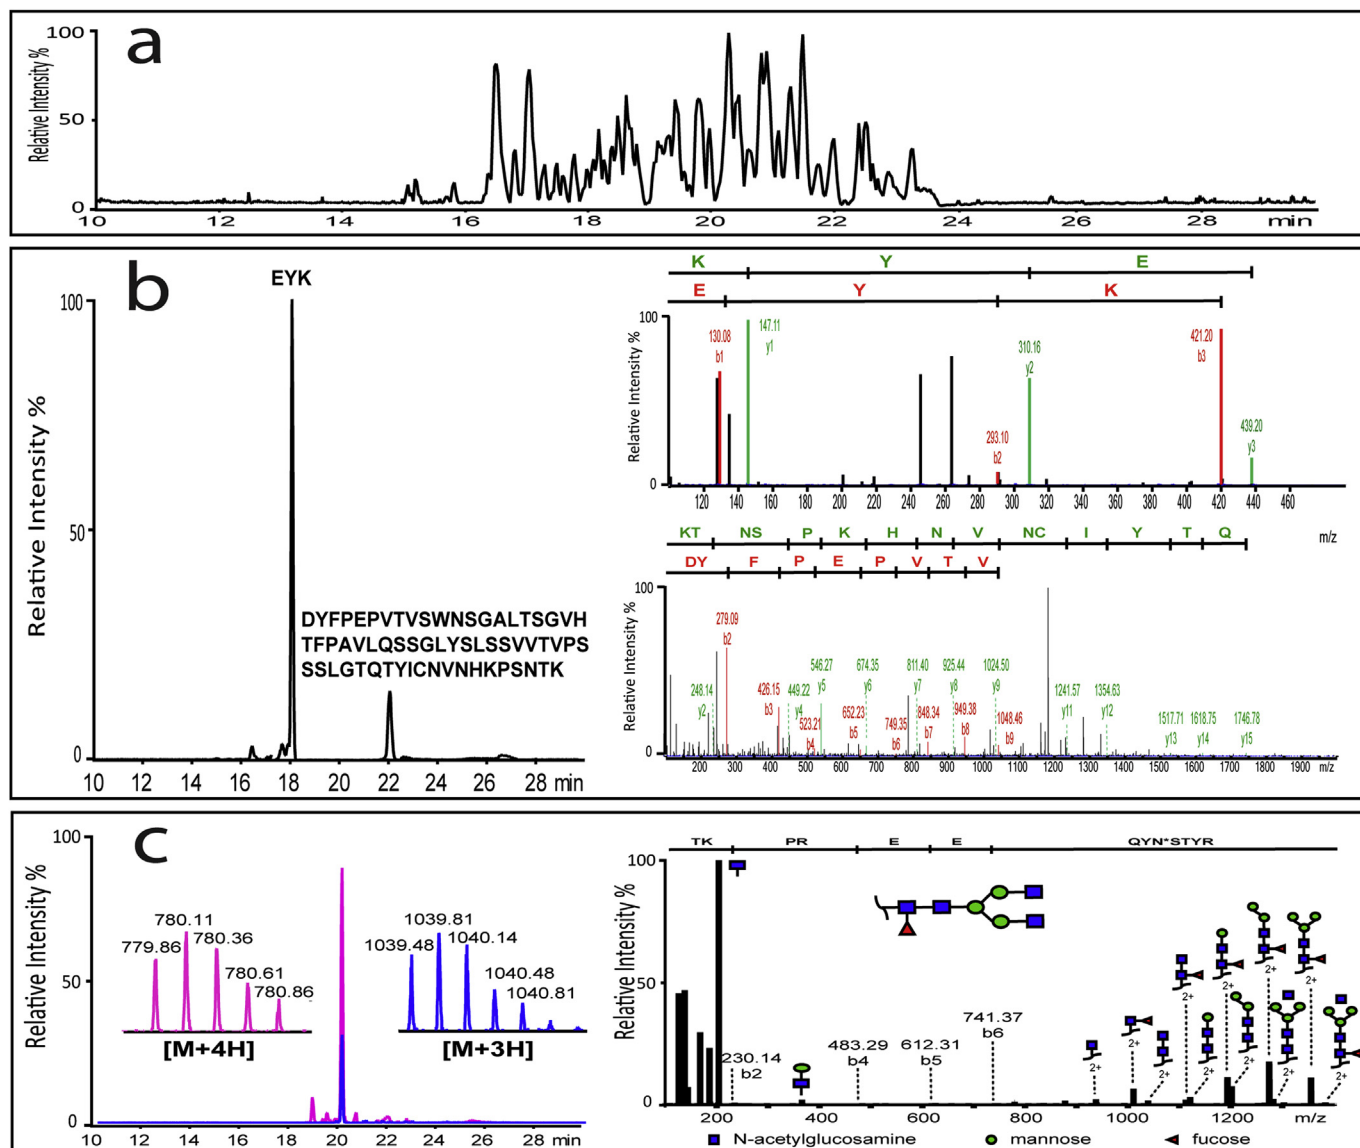 a
Relative Intensity %
100
50
0
10 12 14 16 18 20 22 24 26 28 min
b
Relative Intensity %
100
50
0
EYK
DYFPEPVTVSWNSGALTSGVH
TFPAVLQSSGLYSLSSVVTVPS
SSLGTQTYICNVNHKPSNTK
10 12 14 16 18 20 22 24 26 28 min
K Y E
E Y K
Relative Intensity %
100
0
130.08
b1
147.11
y1
293.10
b2
310.16
y2
421.20
b3
439.20
y3
120 140 160 180 200 220 240 260 280 300 320 340 360 380 400 420 440 460
m/z
KT NS P K H N V NC I Y T Q
DY F P E P V T V
Relative Intensity %
100
0
248.14
y2
279.09
b2
426.15
b3
449.22
y4
523.21
b4
546.27
y5
652.23
b5
674.35
y6
749.35
b6
811.40
y7
848.34
b7
925.44
y8
949.38
b8
1024.50
y9
1048.46
b9
1241.57
y11
1354.63
y12
1517.71
y13
1618.75
y14
1746.78
y15
200 300 400 500 600 700 800 900 1000 1100 1200 1300 1400 1500 1600 1700 1800 1900 m/z
c
Relative Intensity %
100
50
0
779.86
780.11
780.36
780.61
780.86
[M+4H]
1039.48
1039.81
1040.14
1040.48
1040.81
[M+3H]
10 12 14 16 18 20 22 24 26 28 min
TK PR E E QYN*STYR
Relative Intensity %
100
50
0
230.14
b2
483.29
b4
612.31
b5
741.37
b6
2+
2+
2+
2+
2+
2+
2+
2+
2+
2+
2+
200 400 600 800 1000 1200 m/z
N-acetylglucosamine mannose fucose